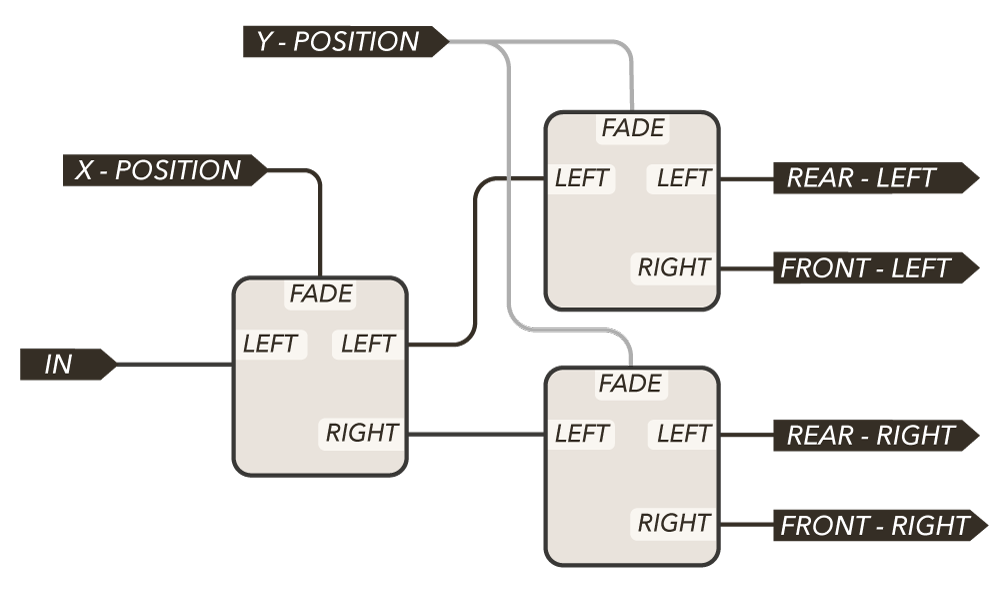 Y - POSITION
X - POSITION
IN
FADE
LEFT
LEFT
RIGHT
FADE
LEFT
LEFT
RIGHT
REAR - LEFT
FRONT - LEFT
FADE
LEFT
LEFT
RIGHT
REAR - RIGHT
FRONT - RIGHT